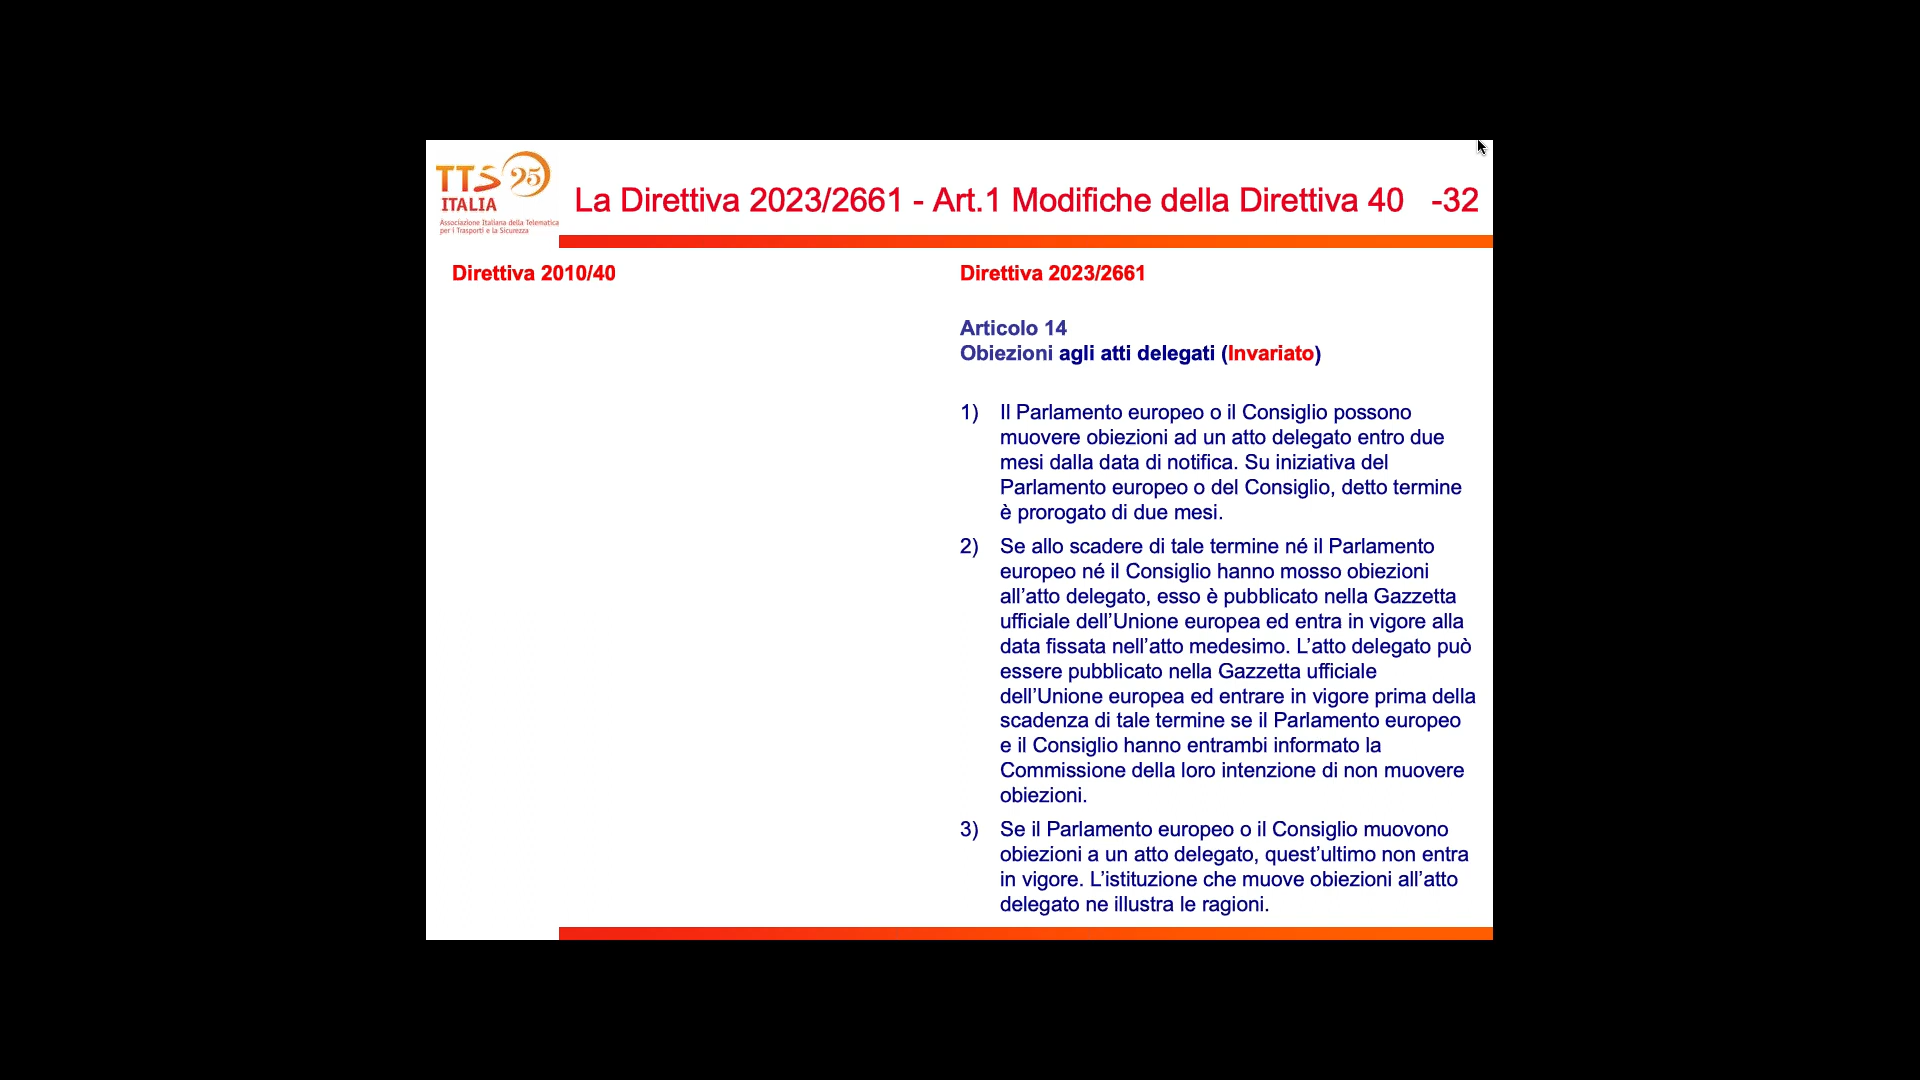 TTS 25
ITALIA
Associazione Italiana della Telematica
per i Trasporti e la Sicurezza
La Direttiva 2023/2661 - Art.1 Modifiche della Direttiva 40 -32
Direttiva 2010/40
Direttiva 2023/2661
Articolo 14
Obiezioni agli atti delegati (Invariato)
1) Il Parlamento europeo o il Consiglio possono
muovere obiezioni ad un atto delegato entro due
mesi dalla data di notifica. Su iniziativa del
Parlamento europeo o del Consiglio, detto termine
è prorogato di due mesi.
2) Se allo scadere di tale termine né il Parlamento
europeo né il Consiglio hanno mosso obiezioni
all’atto delegato, esso è pubblicato nella Gazzetta
ufficiale dell’Unione europea ed entra in vigore alla
data fissata nell’atto medesimo. L’atto delegato può
essere pubblicato nella Gazzetta ufficiale
dell’Unione europea ed entrare in vigore prima della
scadenza di tale termine se il Parlamento europeo
e il Consiglio hanno entrambi informato la
Commissione della loro intenzione di non muovere
obiezioni.
3) Se il Parlamento europeo o il Consiglio muovono
obiezioni a un atto delegato, quest’ultimo non entra
in vigore. L’istituzione che muove obiezioni all’atto
delegato ne illustra le ragioni.